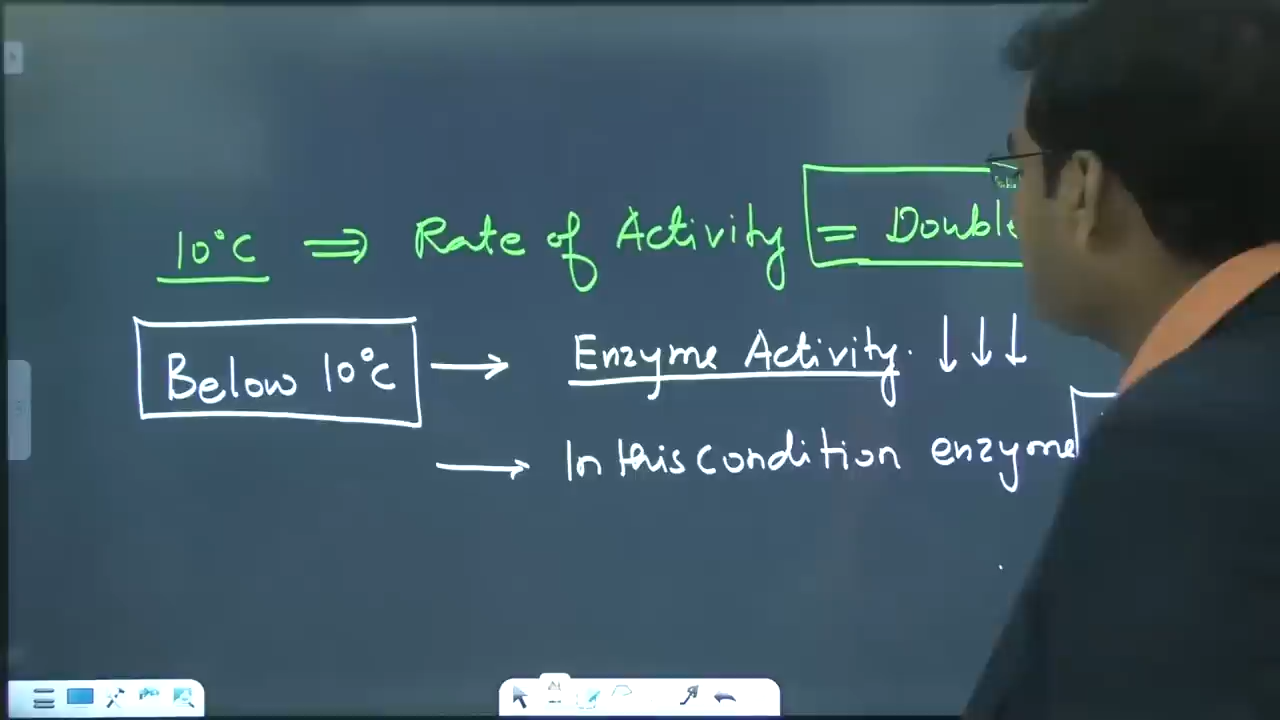 10°C ⇒ Rate of Activity = Double
Below 10°C → Enzyme Activity. ↓ ↓ ↓
→ In this condition enzyme